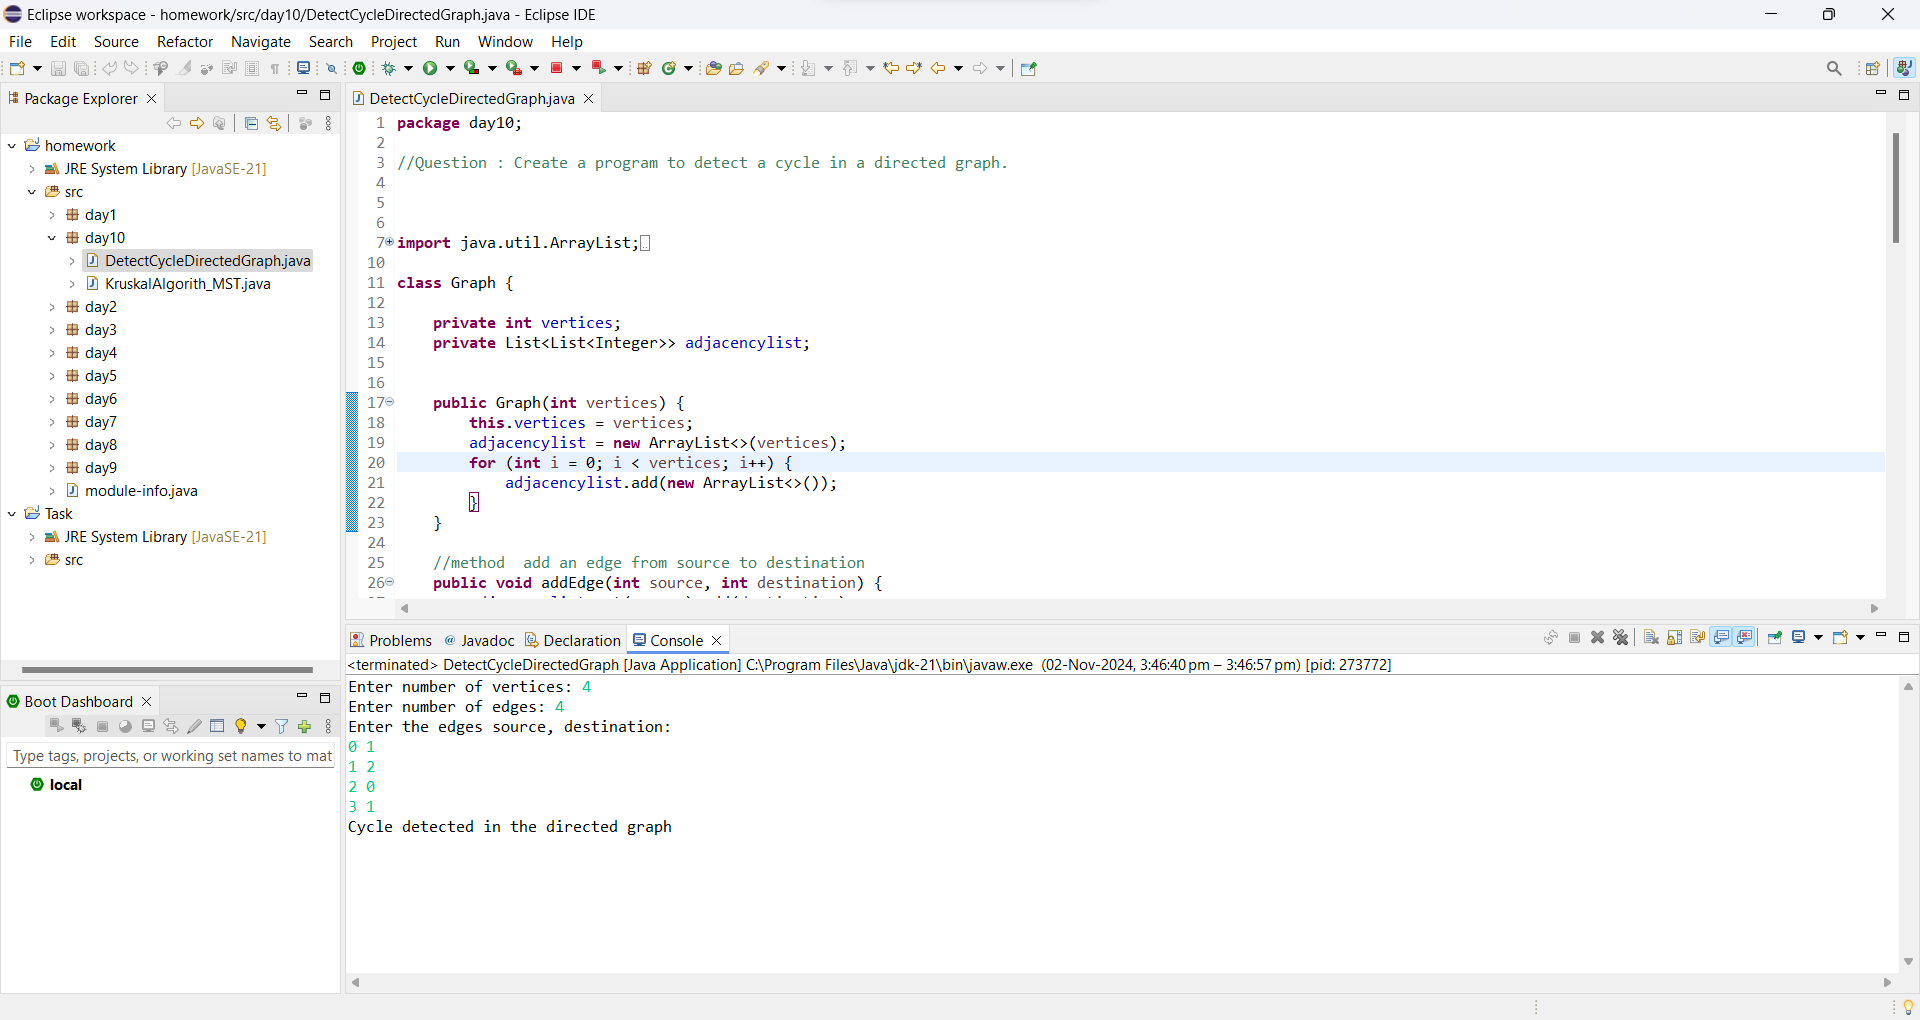 Eclipse workspace - homework/src/day10/DetectCycleDirectedGraph.java - Eclipse IDE
File Edit Source Refactor Navigate Search Project Run Window Help
Package Explorer
homework
JRE System Library [JavaSE-21]
src
day1
day10
DetectCycleDirectedGraph.java
KruskalAlgorith_MST.java
day2
day3
day4
day5
day6
day7
day8
day9
module-info.java
Task
JRE System Library [JavaSE-21]
src
Boot Dashboard
Type tags, projects, or working set names to mat
local
DetectCycleDirectedGraph.java
1 package day10;
2
3 //Question : Create a program to detect a cycle in a directed graph.
4
5
6
7 import java.util.ArrayList;
10
11 class Graph {
12
13 private int vertices;
14 private List<List<Integer>> adjacencylist;
15
16
17 public Graph(int vertices) {
18 this.vertices = vertices;
19 adjacencylist = new ArrayList<>(vertices);
20 for (int i = 0; i < vertices; i++) {
21 adjacencylist.add(new ArrayList<>());
22 }
23 }
24
25 //method  add an edge from source to destination
26 public void addEdge(int source, int destination) {
Problems Javadoc Declaration Console
<terminated> DetectCycleDirectedGraph [Java Application] C:\Program Files\Java\jdk-21\bin\javaw.exe (02-Nov-2024, 3:46:40 pm – 3:46:57 pm) [pid: 273772]
Enter number of vertices: 4
Enter number of edges: 4
Enter the edges source, destination:
0 1
1 2
2 0
3 1
Cycle detected in the directed graph